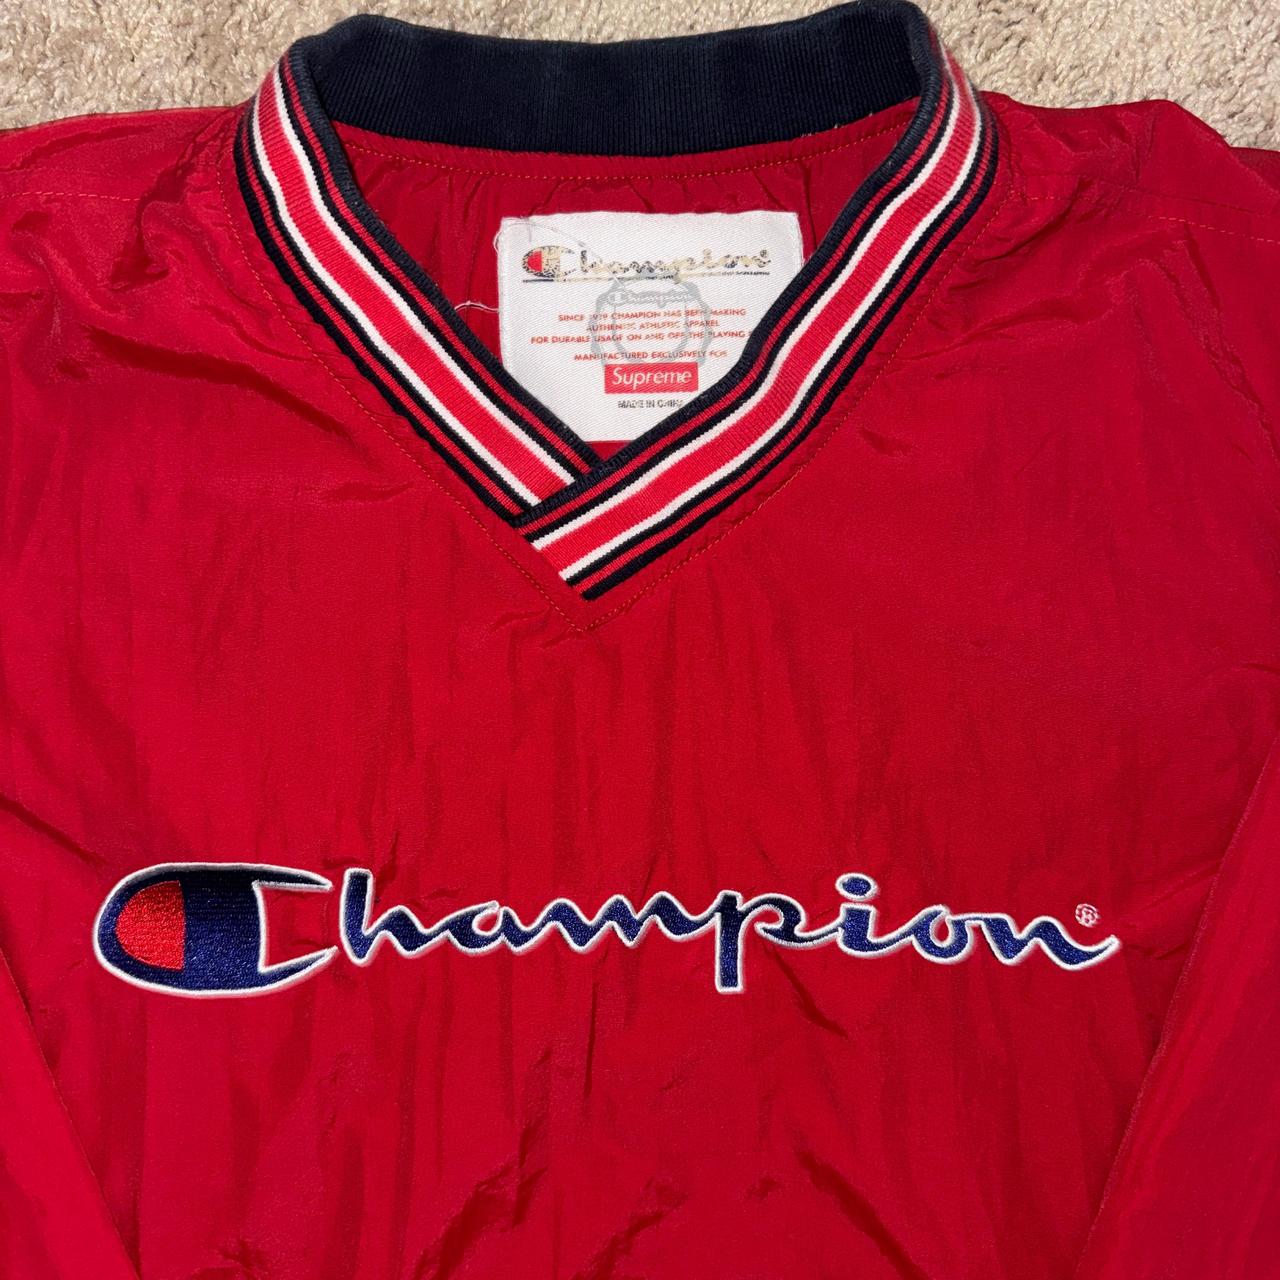 Champion
Champion
SINCE 1919 CHAMPION HAS BEEN MAKING
AUTHENTIC ATHLETIC APPAREL
FOR DURABLE USAGE ON AND OFF THE PLAYING
MANUFACTURED EXCLUSIVELY FOR
Supreme
MADE IN CHINA
Champion®